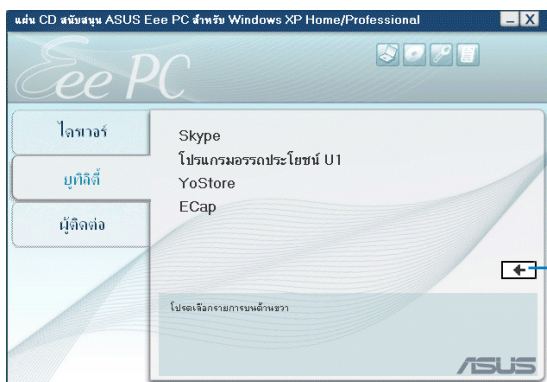 แผ่น CD สนับสนุน ASUS Eee PC สำหรับ Windows XP Home/Professional
Eee PC
ไดรเวอร์
ยูทิลิตี้
ผู้ติดต่อ
Skype
โปรแกรมอรรถประโยชน์ U1
YoStore
ECap
โปรดเลือกรายการบนด้านขวา
ASUS